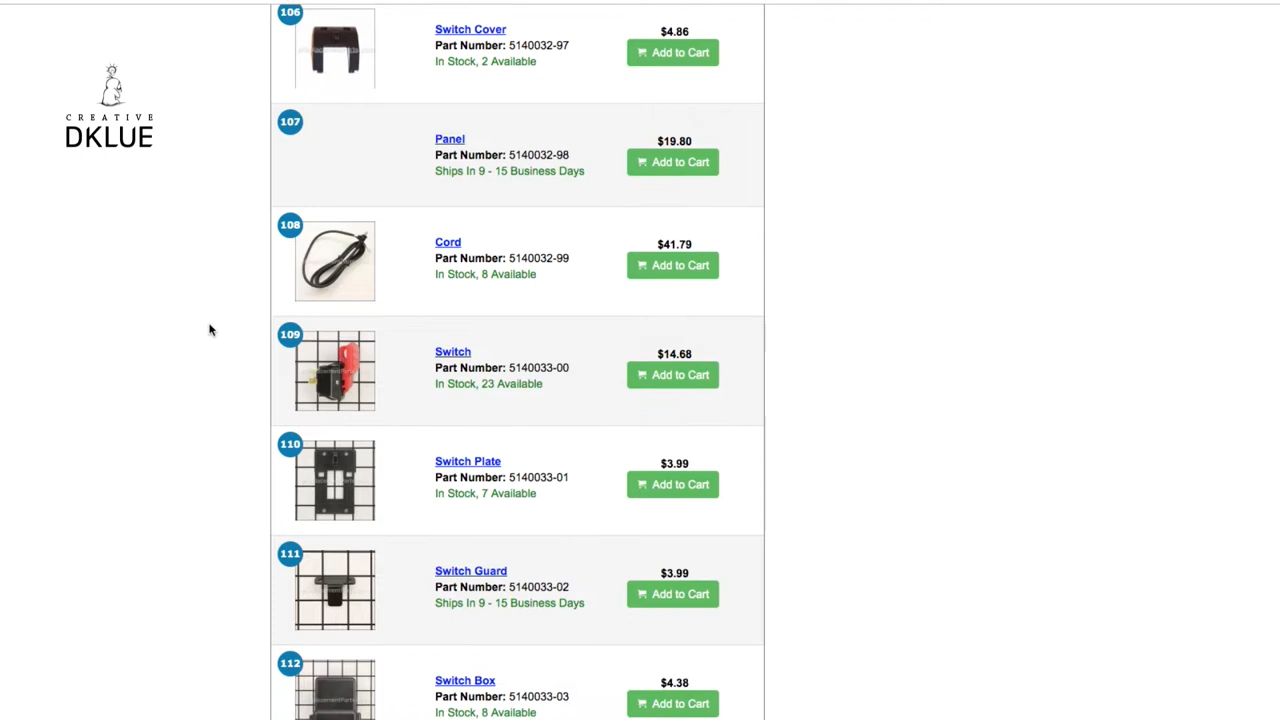 CREATIVE
DKLUE
106
Switch Cover
Part Number: 5140032-97
In Stock, 2 Available
$4.86
Add to Cart
107
Panel
Part Number: 5140032-98
Ships In 9 - 15 Business Days
$19.80
Add to Cart
108
Cord
Part Number: 5140032-99
In Stock, 8 Available
$41.79
Add to Cart
109
Switch
Part Number: 5140033-00
In Stock, 23 Available
$14.68
Add to Cart
110
Switch Plate
Part Number: 5140033-01
In Stock, 7 Available
$3.99
Add to Cart
111
Switch Guard
Part Number: 5140033-02
Ships In 9 - 15 Business Days
$3.99
Add to Cart
112
Switch Box
Part Number: 5140033-03
In Stock, 8 Available
$4.38
Add to Cart